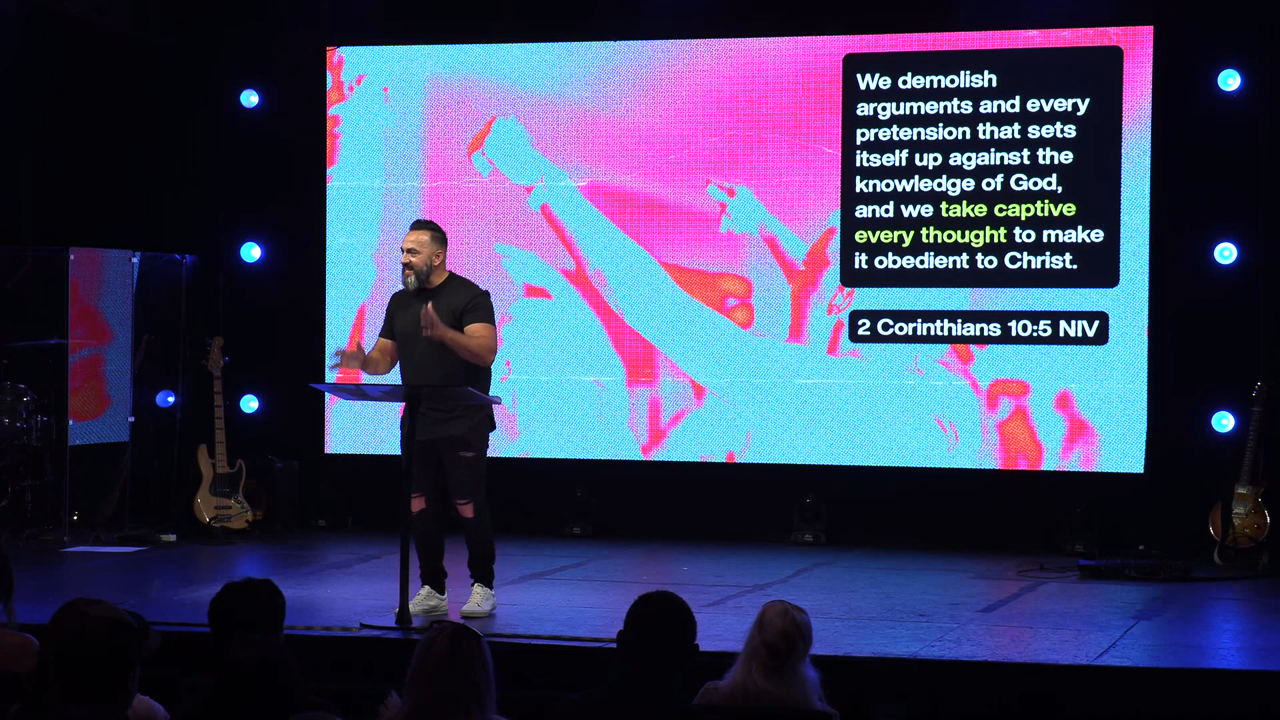 We demolish
arguments and every
pretension that sets
itself up against the
knowledge of God,
and we take captive
every thought to make
it obedient to Christ.
2 Corinthians 10:5 NIV